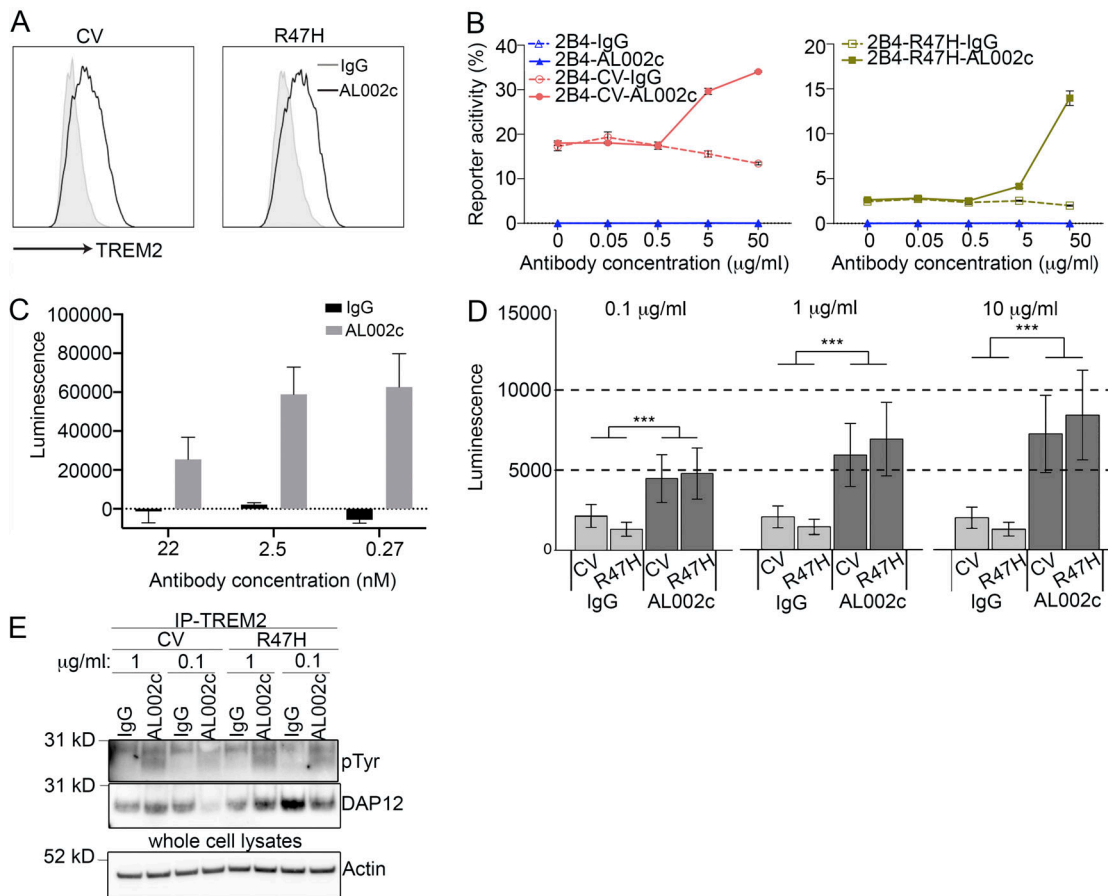 A
CV
R47H
IgG
AL002c
TREM2
B
2B4-IgG
2B4-AL002c
2B4-CV-IgG
2B4-CV-AL002c
Reporter acitivity (%)
40
30
20
10
0
0 0.05 0.5 5 50
Antibody concentration (μg/ml)
2B4-R47H-IgG
2B4-R47H-AL002c
20
15
10
5
0
0 0.05 0.5 5 50
Antibody concentration (μg/ml)
C
IgG
AL002c
Luminescence
100000
80000
60000
40000
20000
0
22 2.5 0.27
Antibody concentration (nM)
D
0.1 μg/ml 1 μg/ml 10 μg/ml
*** *** ***
Luminescence
15000
10000
5000
0
CV R47H CV R47H CV R47H CV R47H CV R47H CV R47H
IgG AL002c IgG AL002c IgG AL002c
E
IP-TREM2
CV R47H
μg/ml: 1 0.1 1 0.1
IgG AL002c IgG AL002c IgG AL002c IgG AL002c
31 kD
pTyr
31 kD
DAP12
whole cell lysates
52 kD
Actin